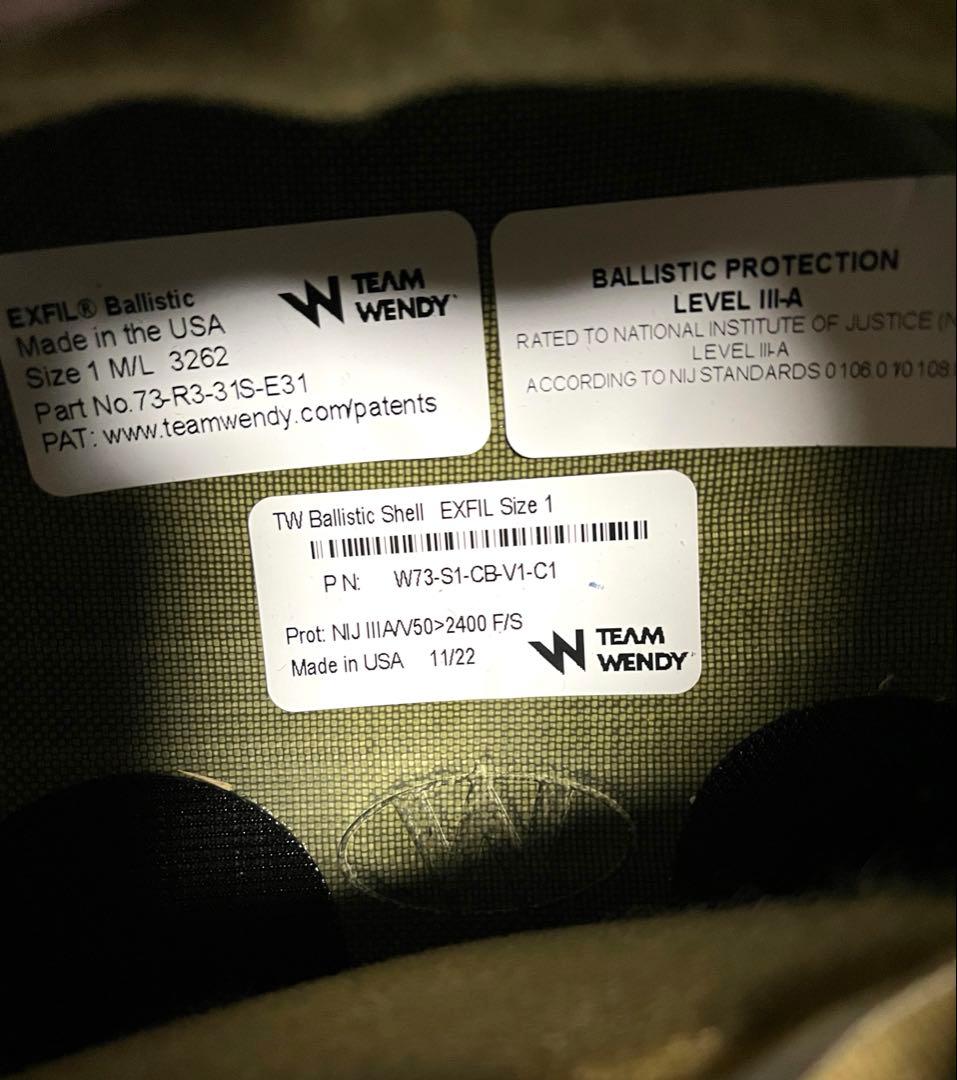 EXFIL® Ballistic
Made in the USA
Size 1 M/L 3262
Part No.73-R3-31S-E31
PAT: www.teamwendy.com/patents
TEAM
WENDY
BALLISTIC PROTECTION
LEVEL III-A
RATED TO NATIONAL INSTITUTE OF JUSTICE (N
LEVEL III-A
ACCORDING TO NIJ STANDARDS 0106.0
TW Ballistic Shell EXFIL Size 1
PN: W73-S1-CB-V1-C1
Prot: NIJ IIIA/V50>2400 F/S
Made in USA 11/22
TEAM
WENDY